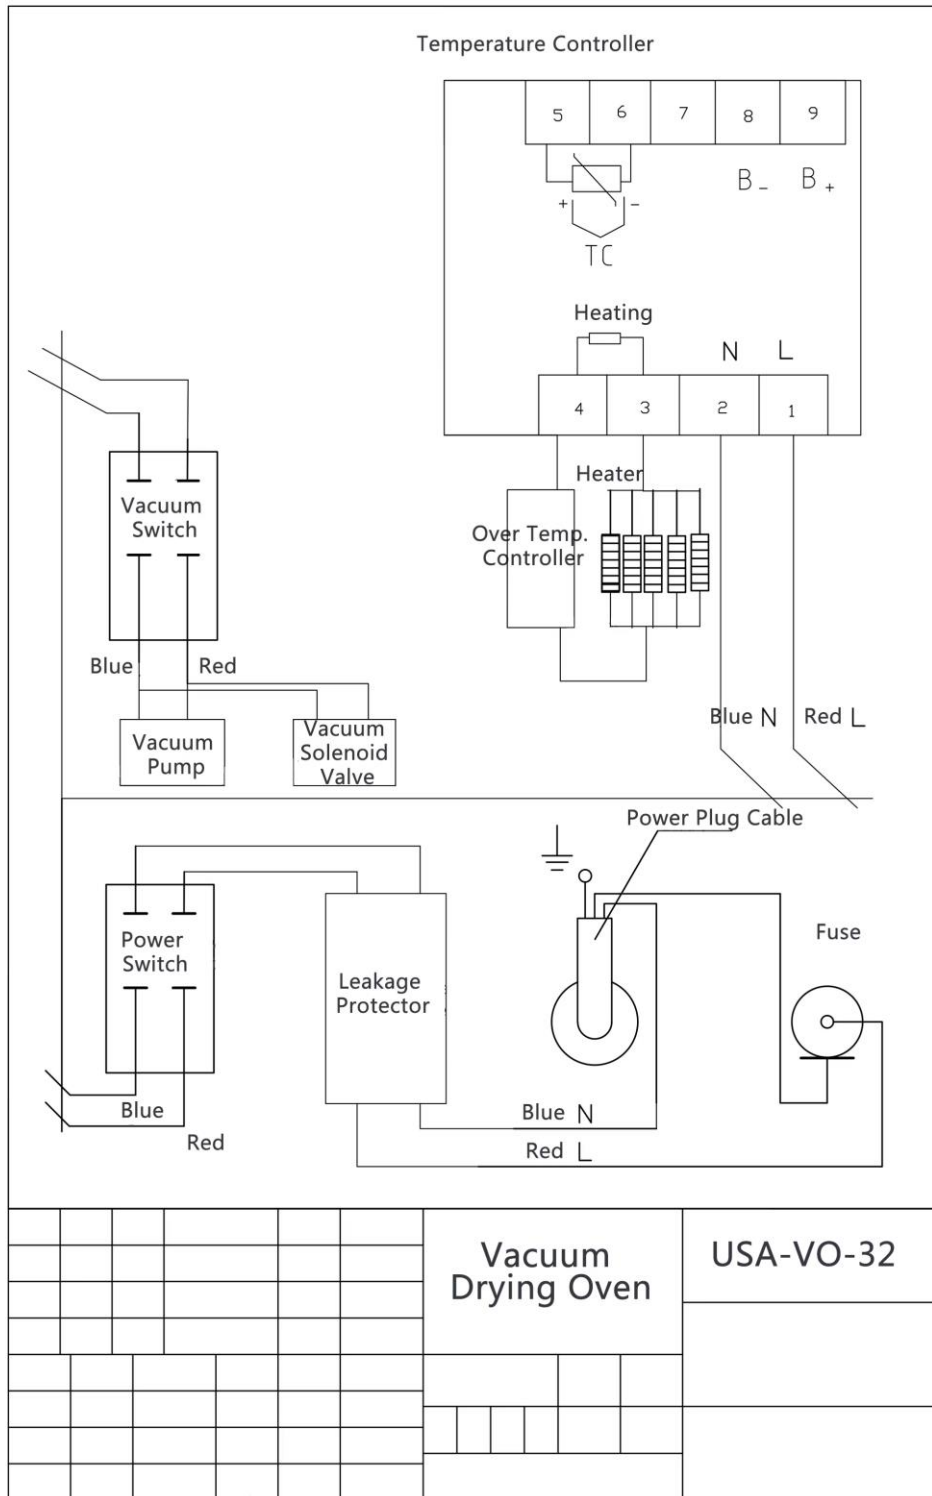 Temperature Controller
5 6 7 8 9
B- B+
+ -
TC
Heating
N L
4 3 2 1
Heater
Over Temp.
Controller
Vacuum
Switch
Blue Red
Blue N Red L
Vacuum
Pump
Vacuum
Solenoid
Valve
Power Plug Cable
Power
Switch
Fuse
Leakage
Protector
Blue
Red
Blue N
Red L
Vacuum
Drying Oven
USA-VO-32